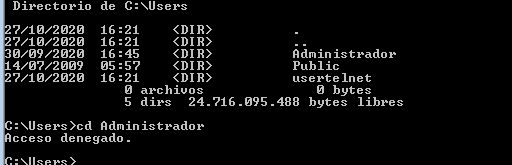 Directorio de C:\Users
27/10/2020  16:21    <DIR>          .
27/10/2020  16:21    <DIR>          ..
30/09/2020  16:45    <DIR>          Administrador
14/07/2009  05:57    <DIR>          Public
27/10/2020  16:21    <DIR>          usertelnet
0 archivos              0 bytes
5 dirs  24.716.095.488 bytes libres
C:\Users>cd Administrador
Acceso denegado.
C:\Users>